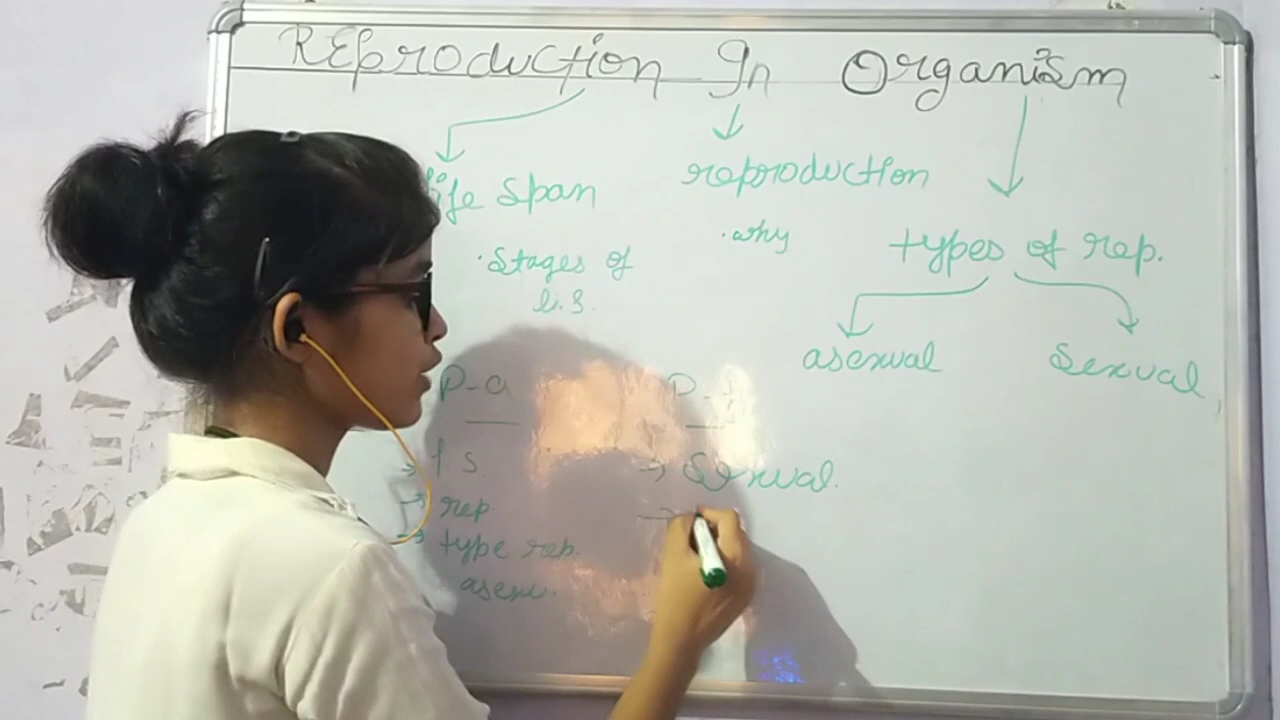 Reproduction In Organism
life span
reproduction
• Stages of
l.s.
• why
types of rep.
asexual
Sexual
P-a
→ l s
→ rep
→ type rep.
asexu.
→ Sexual.
→